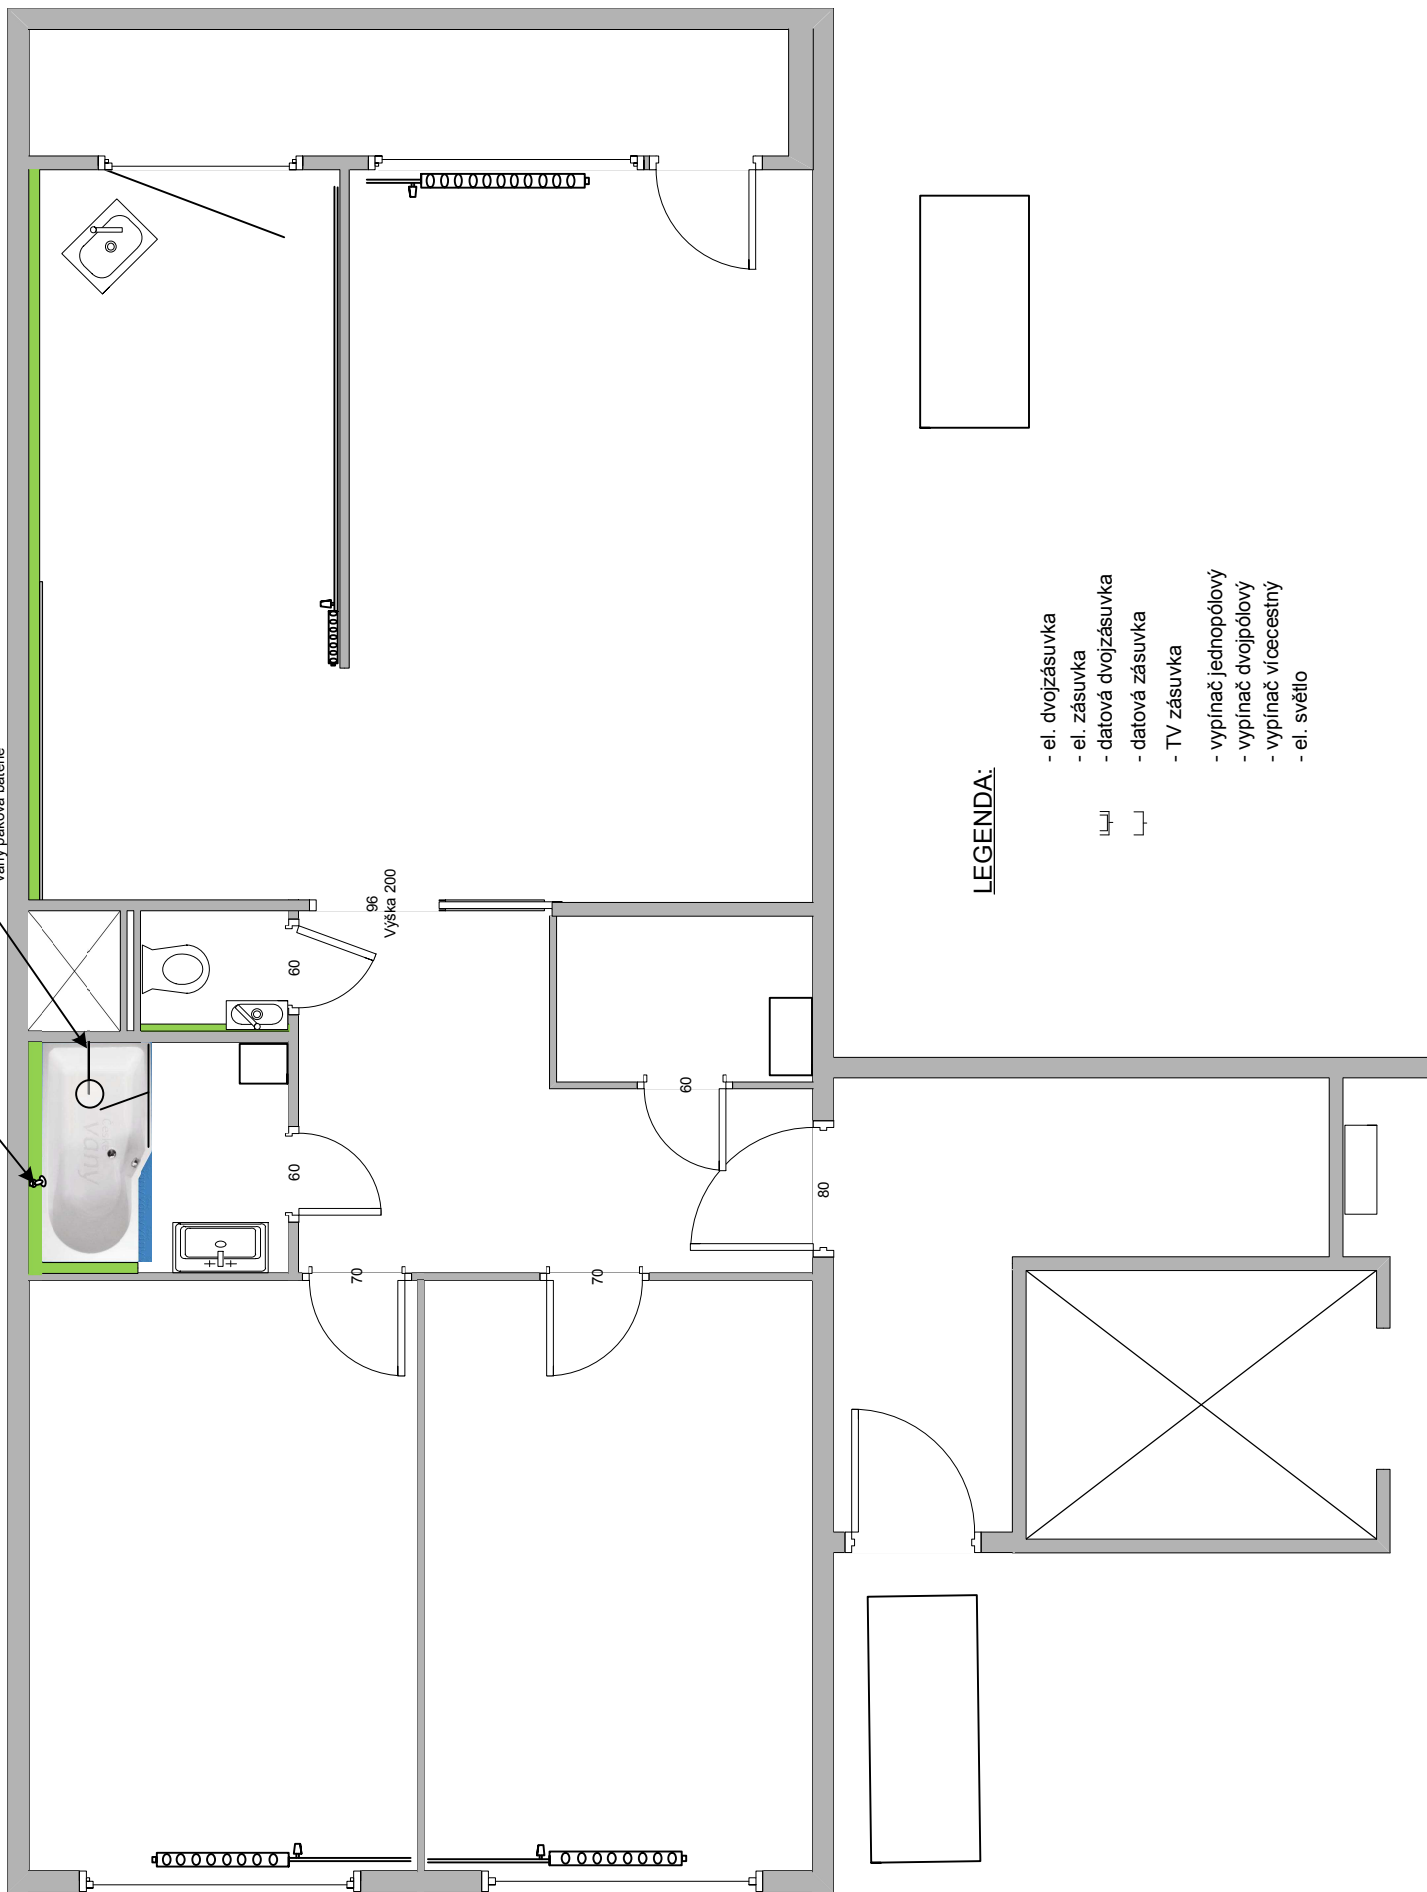 vany páková baterie
96
Výška 200
60
60
60
80
70
70
LEGENDA:
- el. dvojzásuvka
- el. zásuvka
- datová dvojzásuvka
- datová zásuvka
- TV zásuvka
- vypínač jednopólový
- vypínač dvojpólový
- vypínač vícecestný
- el. světlo
vany